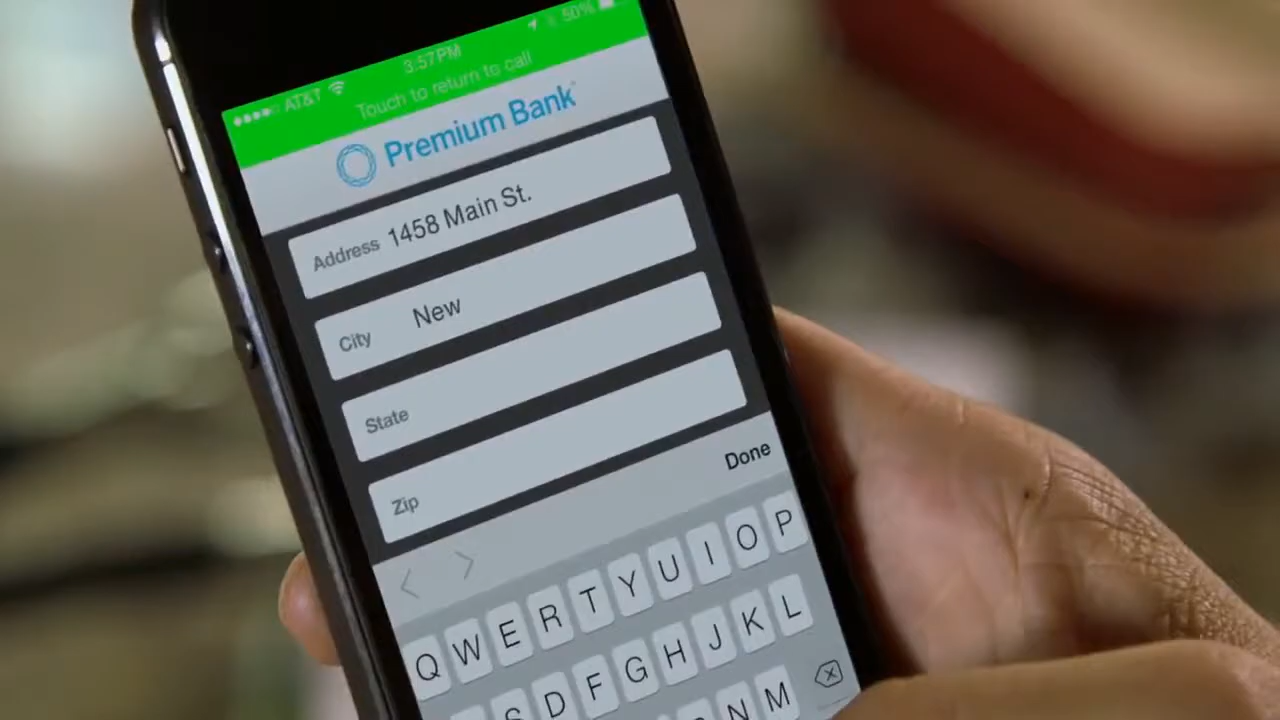 AT&T 3:57PM 50%
Touch to return to call
Premium Bank
Address 1458 Main St.
City New
State
Zip
Done
Q W E R T Y U I O P
S D F G H J K L
N M